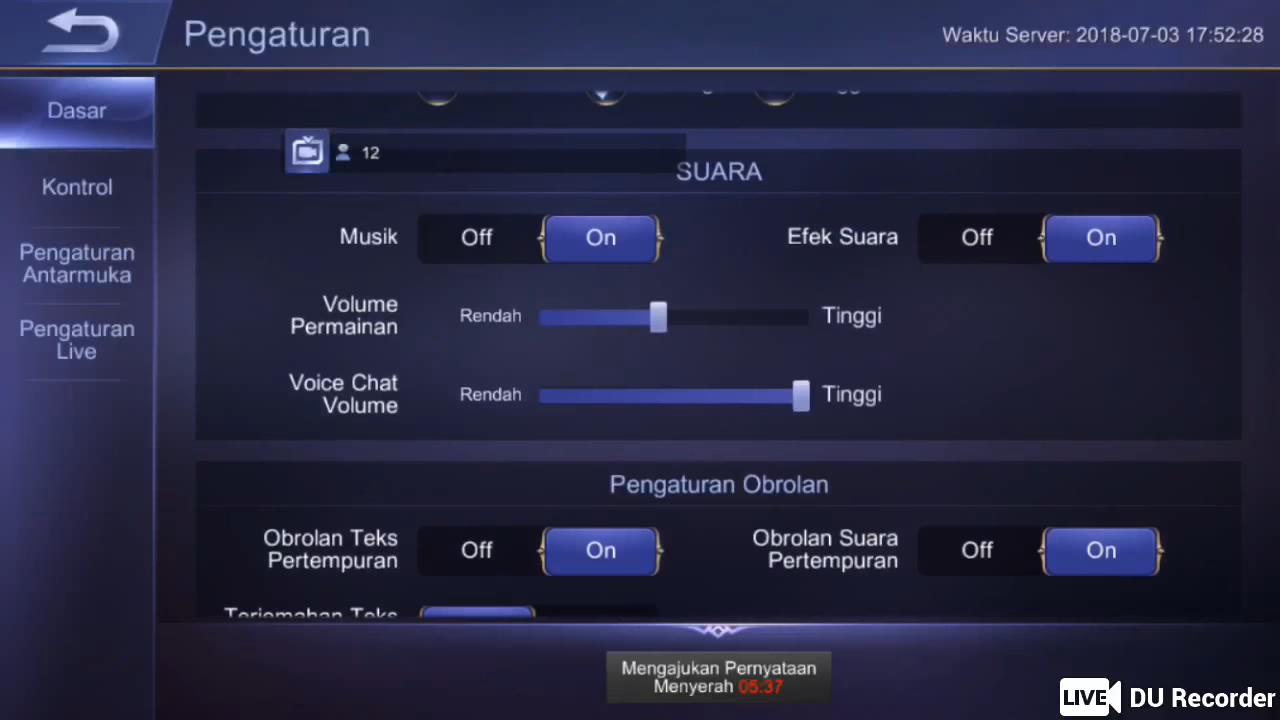 Pengaturan
Waktu Server: 2018-07-03 17:52:28
Dasar
Kontrol
Pengaturan
Antarmuka
Pengaturan
Live
12
SUARA
Musik Off On
Efek Suara Off On
Volume
Permainan
Rendah Tinggi
Voice Chat
Volume
Rendah Tinggi
Pengaturan Obrolan
Obrolan Teks
Pertempuran
Off On
Obrolan Suara
Pertempuran
Off On
Terjemahan Teks
Mengajukan Pernyataan
Menyerah 05:37
LIVE DU Recorder